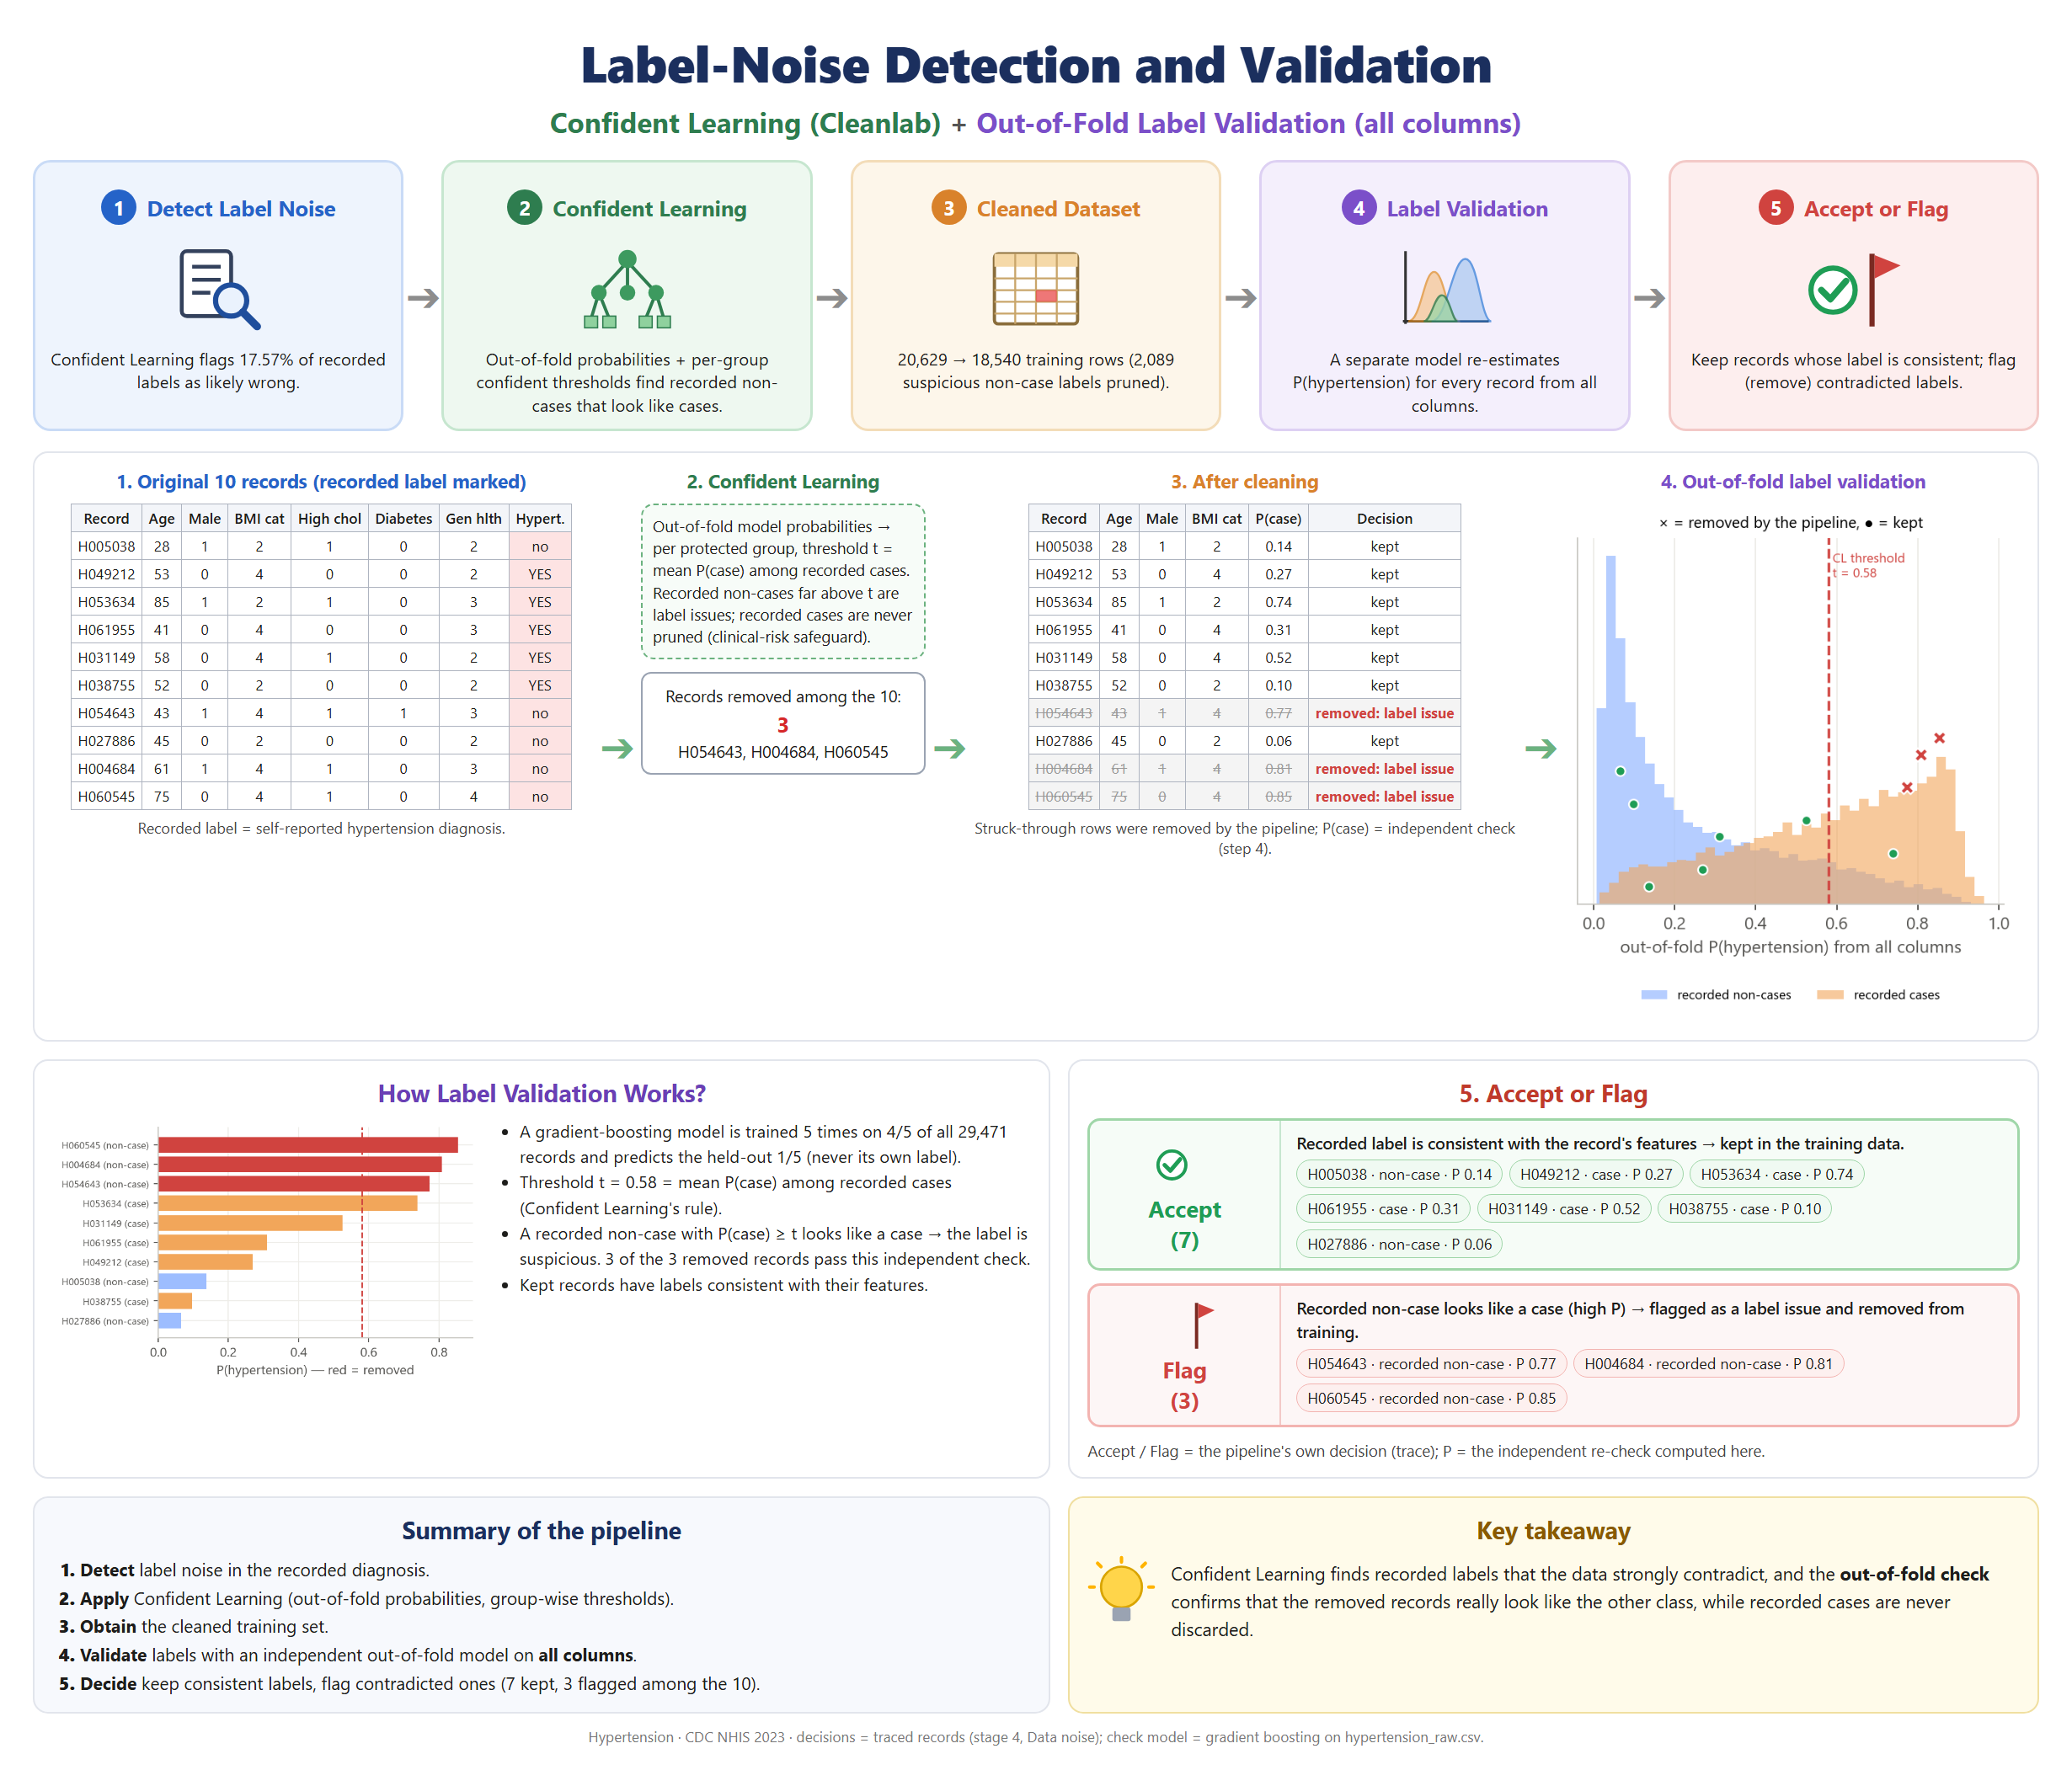 Label-Noise Detection and Validation
Confident Learning (Cleanlab) + Out-of-Fold Label Validation (all columns)
1 Detect Label Noise
Confident Learning flags 17.57% of recorded
labels as likely wrong.
2 Confident Learning
Out-of-fold probabilities + per-group
confident thresholds find recorded non-
cases that look like cases.
3 Cleaned Dataset
20,629 → 18,540 training rows (2,089
suspicious non-case labels pruned).
4 Label Validation
A separate model re-estimates
P(hypertension) for every record from all
columns.
5 Accept or Flag
Keep records whose label is consistent; flag
(remove) contradicted labels.
1. Original 10 records (recorded label marked)
Record Age Male BMI cat High chol Diabetes Gen hlth Hypert.
H005038 28 1 2 1 0 2 no
H049212 53 0 4 0 0 2 YES
H053634 85 1 2 1 0 3 YES
H061955 41 0 4 0 0 3 YES
H031149 58 0 4 1 0 2 YES
H038755 52 0 2 0 0 2 YES
H054643 43 1 4 1 1 3 no
H027886 45 0 2 0 0 2 no
H004684 61 1 4 1 0 3 no
H060545 75 0 4 1 0 4 no
Recorded label = self-reported hypertension diagnosis.
2. Confident Learning
Out-of-fold model probabilities →
per protected group, threshold t =
mean P(case) among recorded cases.
Recorded non-cases far above t are
label issues; recorded cases are never
pruned (clinical-risk safeguard).
Records removed among the 10:
3
H054643, H004684, H060545
3. After cleaning
Record Age Male BMI cat P(case) Decision
H005038 28 1 2 0.14 kept
H049212 53 0 4 0.27 kept
H053634 85 1 2 0.74 kept
H061955 41 0 4 0.31 kept
H031149 58 0 4 0.52 kept
H038755 52 0 2 0.10 kept
H054643 43 1 4 0.77 removed: label issue
H027886 45 0 2 0.06 kept
H004684 61 1 4 0.81 removed: label issue
H060545 75 0 4 0.85 removed: label issue
Struck-through rows were removed by the pipeline; P(case) = independent check
(step 4).
4. Out-of-fold label validation
× = removed by the pipeline, ● = kept
CL threshold
t = 0.58
0.0 0.2 0.4 0.6 0.8 1.0
out-of-fold P(hypertension) from all columns
recorded non-cases recorded cases
How Label Validation Works?
H060545 (non-case)
H004684 (non-case)
H054643 (non-case)
H053634 (case)
H031149 (case)
H061955 (case)
H049212 (case)
H005038 (non-case)
H038755 (case)
H027886 (non-case)
0.0 0.2 0.4 0.6 0.8
P(hypertension) — red = removed
• A gradient-boosting model is trained 5 times on 4/5 of all 29,471
records and predicts the held-out 1/5 (never its own label).
• Threshold t = 0.58 = mean P(case) among recorded cases
(Confident Learning's rule).
• A recorded non-case with P(case) ≥ t looks like a case → the label is
suspicious. 3 of the 3 removed records pass this independent check.
• Kept records have labels consistent with their features.
5. Accept or Flag
Accept
(7)
Recorded label is consistent with the record's features → kept in the training data.
H005038 · non-case · P 0.14 H049212 · case · P 0.27 H053634 · case · P 0.74
H061955 · case · P 0.31 H031149 · case · P 0.52 H038755 · case · P 0.10
H027886 · non-case · P 0.06
Flag
(3)
Recorded non-case looks like a case (high P) → flagged as a label issue and removed from
training.
H054643 · recorded non-case · P 0.77 H004684 · recorded non-case · P 0.81
H060545 · recorded non-case · P 0.85
Accept / Flag = the pipeline's own decision (trace); P = the independent re-check computed here.
Summary of the pipeline
1. Detect label noise in the recorded diagnosis.
2. Apply Confident Learning (out-of-fold probabilities, group-wise thresholds).
3. Obtain the cleaned training set.
4. Validate labels with an independent out-of-fold model on all columns.
5. Decide keep consistent labels, flag contradicted ones (7 kept, 3 flagged among the 10).
Key takeaway
Confident Learning finds recorded labels that the data strongly contradict, and the out-of-fold check
confirms that the removed records really look like the other class, while recorded cases are never
discarded.
Hypertension · CDC NHIS 2023 · decisions = traced records (stage 4, Data noise); check model = gradient boosting on hypertension_raw.csv.